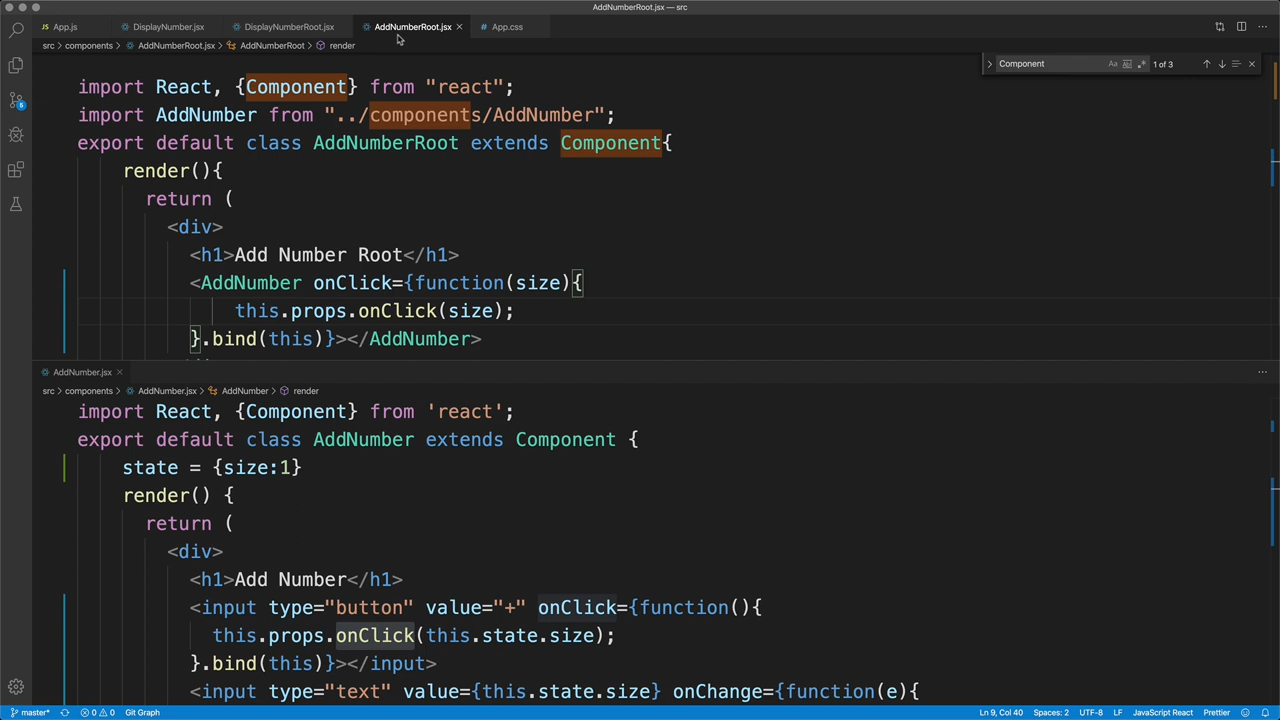 AddNumberRoot.jsx — src
JS App.js
DisplayNumber.jsx
DisplayNumberRoot.jsx
AddNumberRoot.jsx
# App.css
src > components > AddNumberRoot.jsx > AddNumberRoot > render
Component
Aa
1 of 3
import React, {Component} from "react";
import AddNumber from "../components/AddNumber";
export default class AddNumberRoot extends Component{
render(){
return (
<div>
<h1>Add Number Root</h1>
<AddNumber onClick={function(size){
this.props.onClick(size);
}.bind(this)}></AddNumber>
AddNumber.jsx
src > components > AddNumber.jsx > AddNumber > render
import React, {Component} from 'react';
export default class AddNumber extends Component {
state = {size:1}
render() {
return (
<div>
<h1>Add Number</h1>
<input type="button" value="+" onClick={function(){
this.props.onClick(this.state.size);
}.bind(this)}></input>
<input type="text" value={this.state.size} onChange={function(e){
5
master*
0 0
Git Graph
Ln 9, Col 40
Spaces: 2
UTF-8
LF
JavaScript React
Prettier